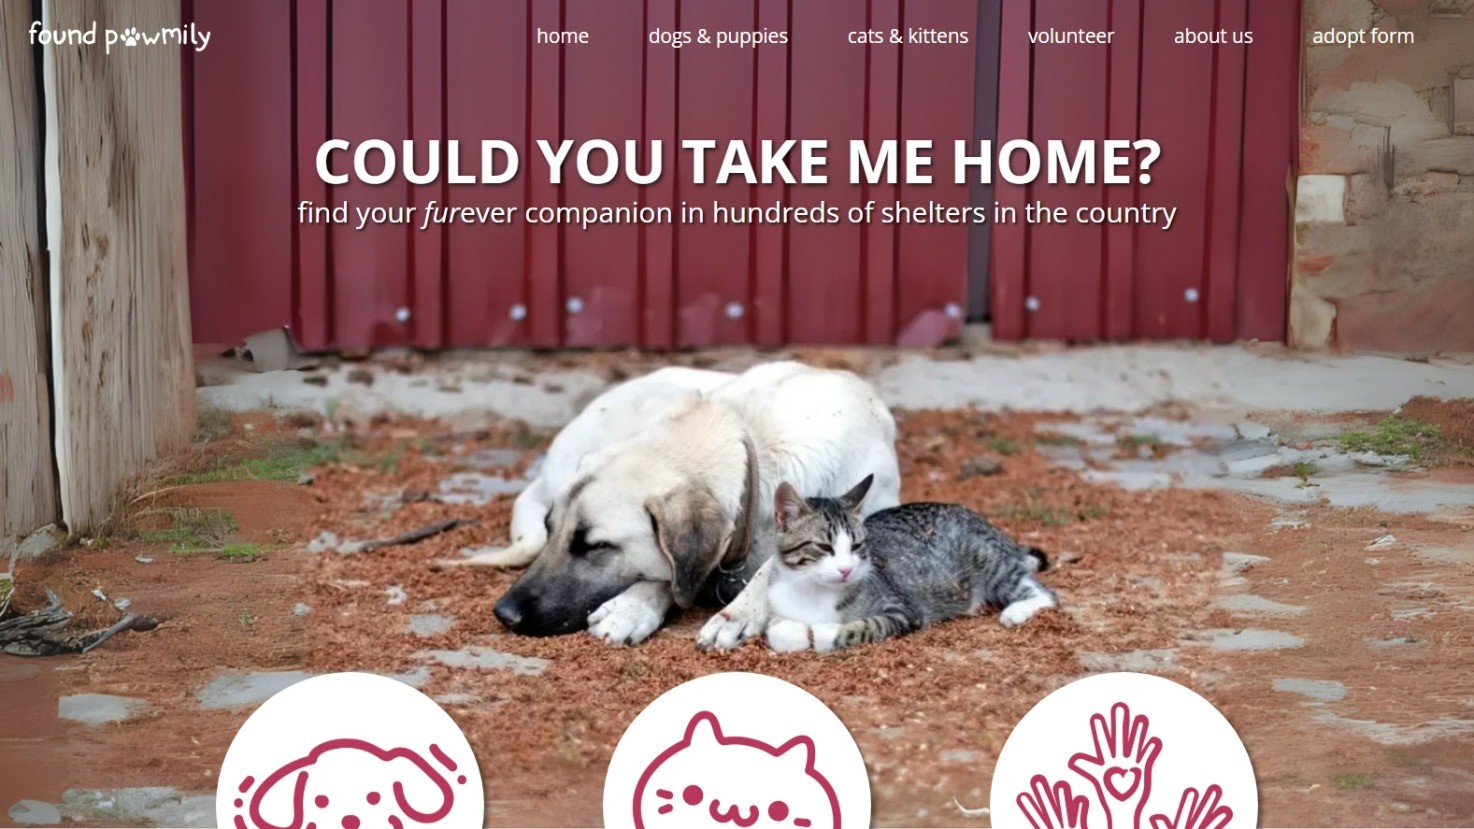 found pawmily
home dogs & puppies cats & kittens volunteer about us adopt form
COULD YOU TAKE ME HOME?
find your furever companion in hundreds of shelters in the country